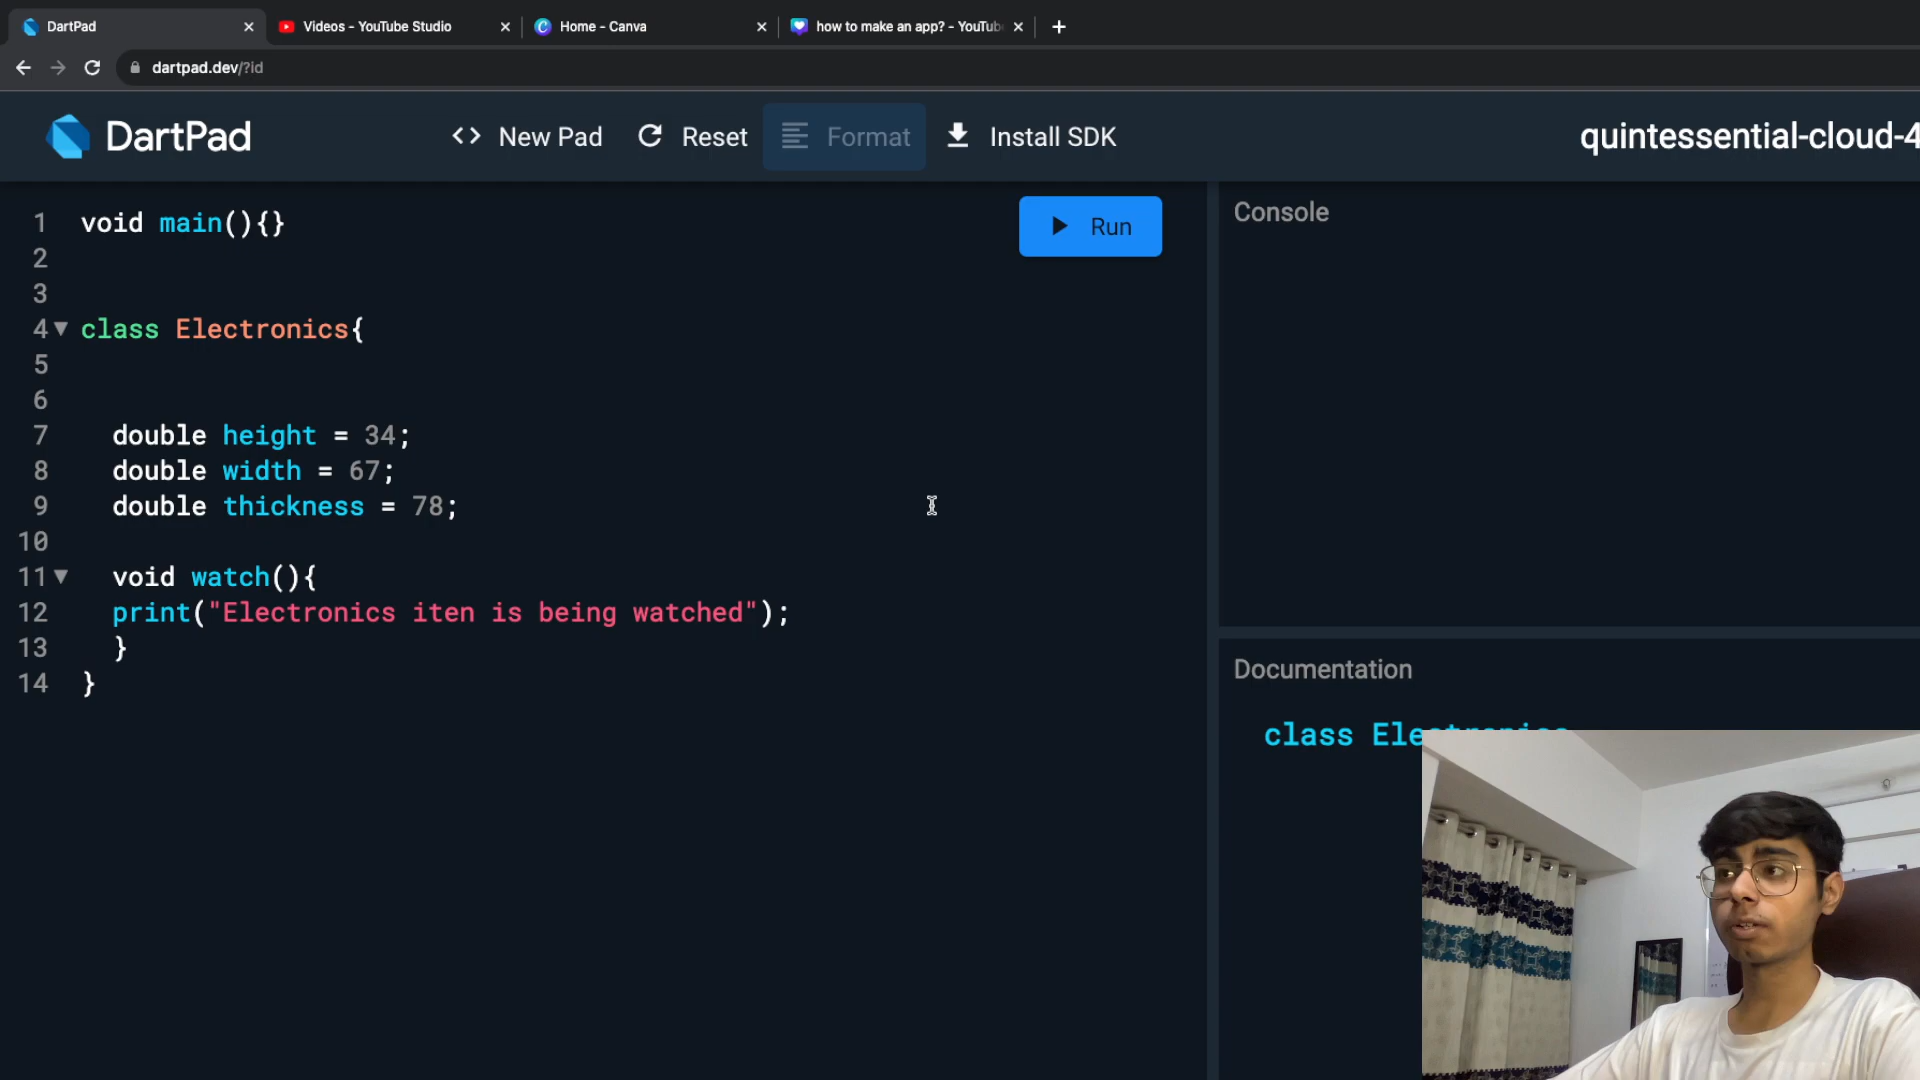 DartPad
Videos - YouTube Studio
Home - Canva
how to make an app? - YouTub
dartpad.dev/?id
DartPad
<> New Pad
Reset
Format
Install SDK
quintessential-cloud-4
Run
1 void main(){}
2
3
4 class Electronics{
5
6
7 double height = 34;
8 double width = 67;
9 double thickness = 78;
10
11 void watch(){
12 print("Electronics iten is being watched");
13 }
14 }
Console
Documentation
class Electronics